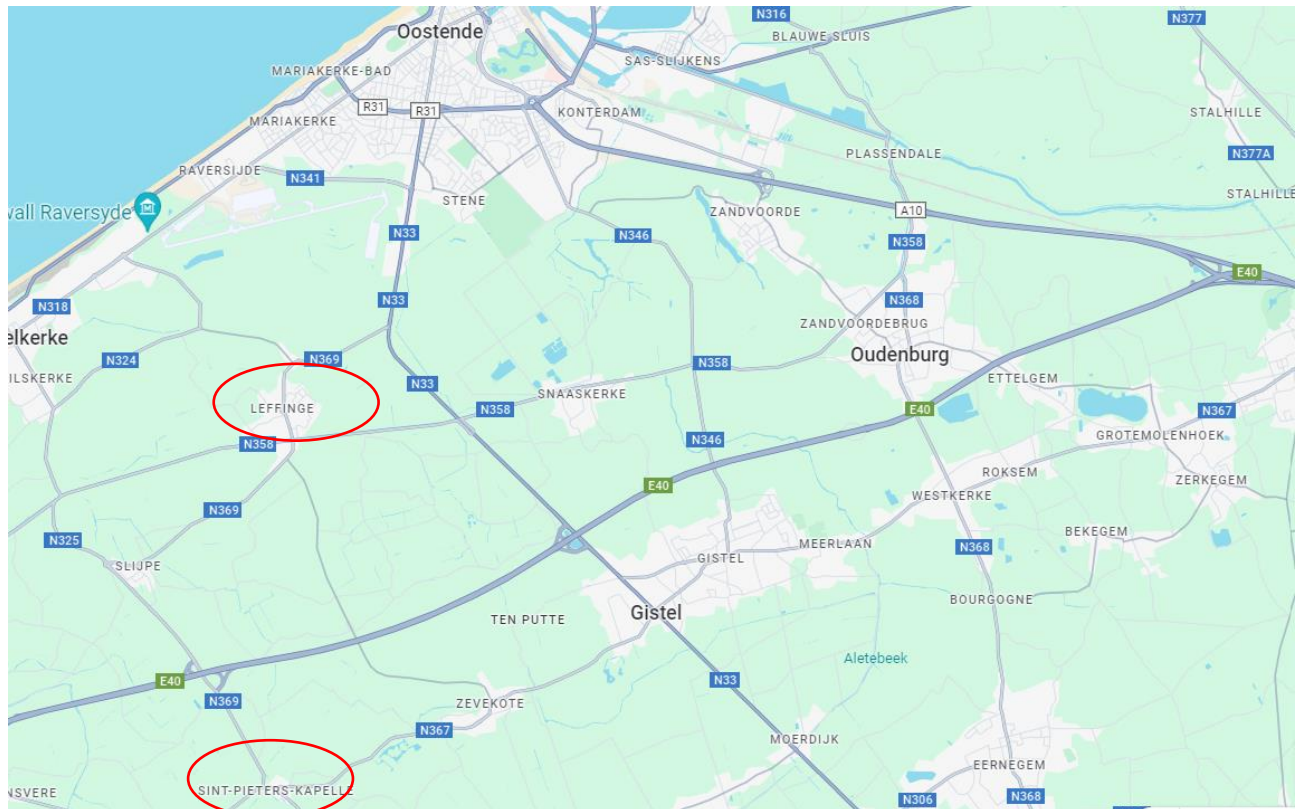 N316
N377
Oostende
BLAUWE SLUIS
SAS-SLIJKENS
MARIAKERKE-BAD
R31
R31
KONTERDAM
STALHILLE
MARIAKERKE
PLASSENDALE
N377A
RAVERSIJDE
N341
STALHILLE
STENE
wall Raversyde
ZANDVOORDE
A10
N33
N346
N358
E40
N318
N33
N368
ZANDVOORDEBRUG
elkerke
Oudenburg
N324
N369
N358
ILSKERKE
N33
SNAASKERKE
ETTELGEM
LEFFINGE
N358
E40
N367
N358
N346
GROTEMOLENHOEK
E40
ROKSEM
ZERKEGEM
WESTKERKE
N369
BEKEGEM
N325
MEERLAAN
N368
SLIJPE
GISTEL
BOURGOGNE
Gistel
TEN PUTTE
Aletebeek
E40
N33
N369
ZEVEKOTE
N367
MOERDIJK
EERNEGEM
NSVERE
SINT-PIETERS-KAPELLE
N306
N368